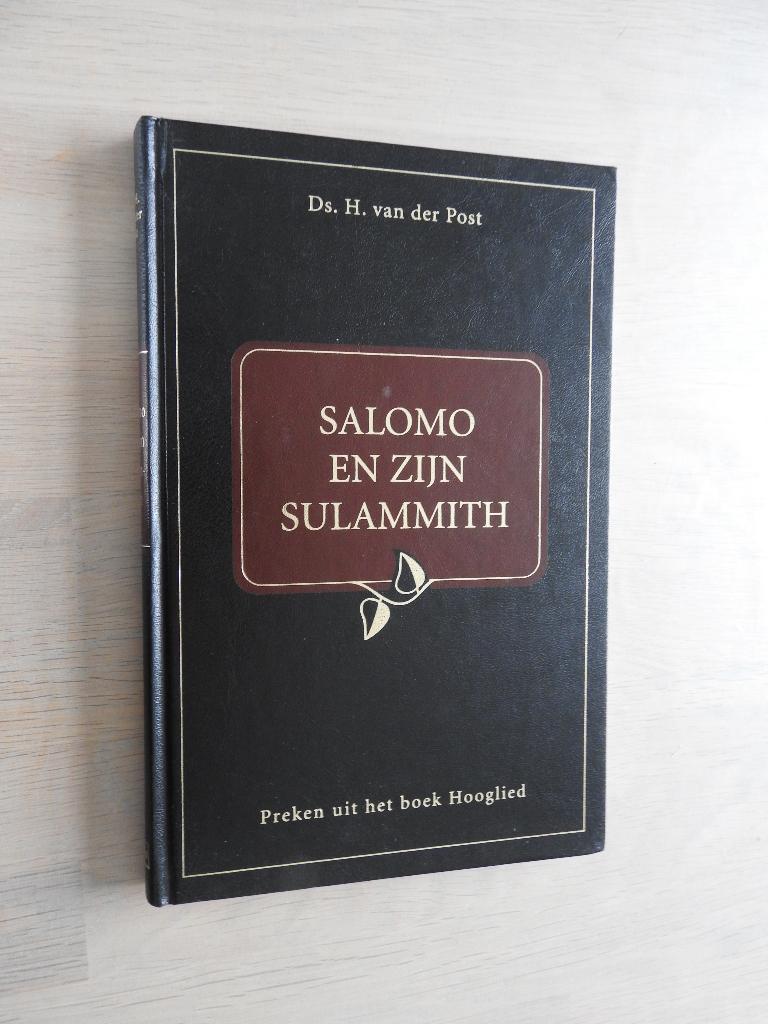 Ds. H. van der Post
SALOMO
EN ZIJN
SULAMMITH
Preken uit het boek Hooglied